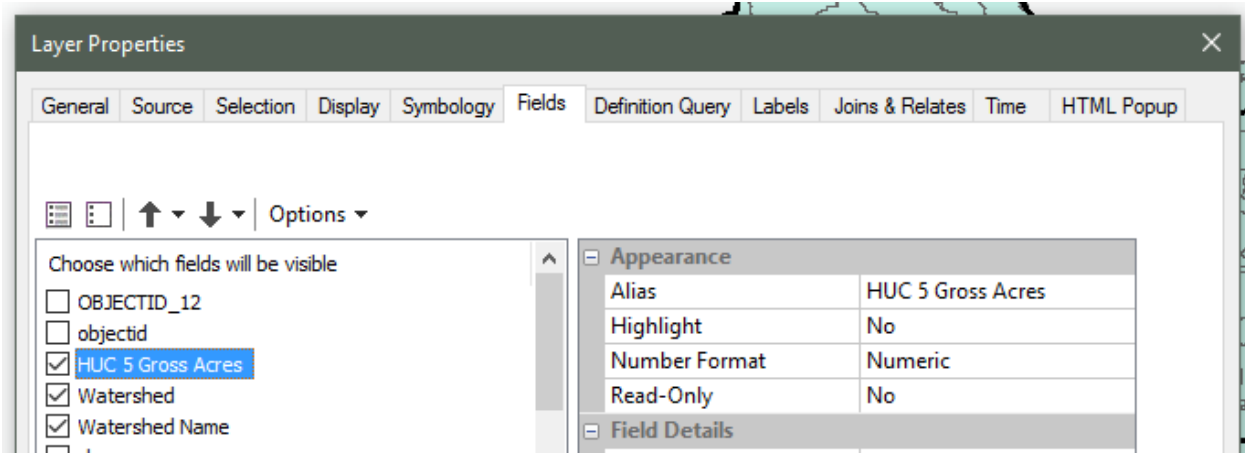 Layer Properties
General Source Selection Display Symbology Fields Definition Query Labels Joins & Relates Time HTML Popup
Options
Choose which fields will be visible
OBJECTID_12
objectid
HUC 5 Gross Acres
Watershed
Watershed Name
Appearance
Alias HUC 5 Gross Acres
Highlight No
Number Format Numeric
Read-Only No
Field Details